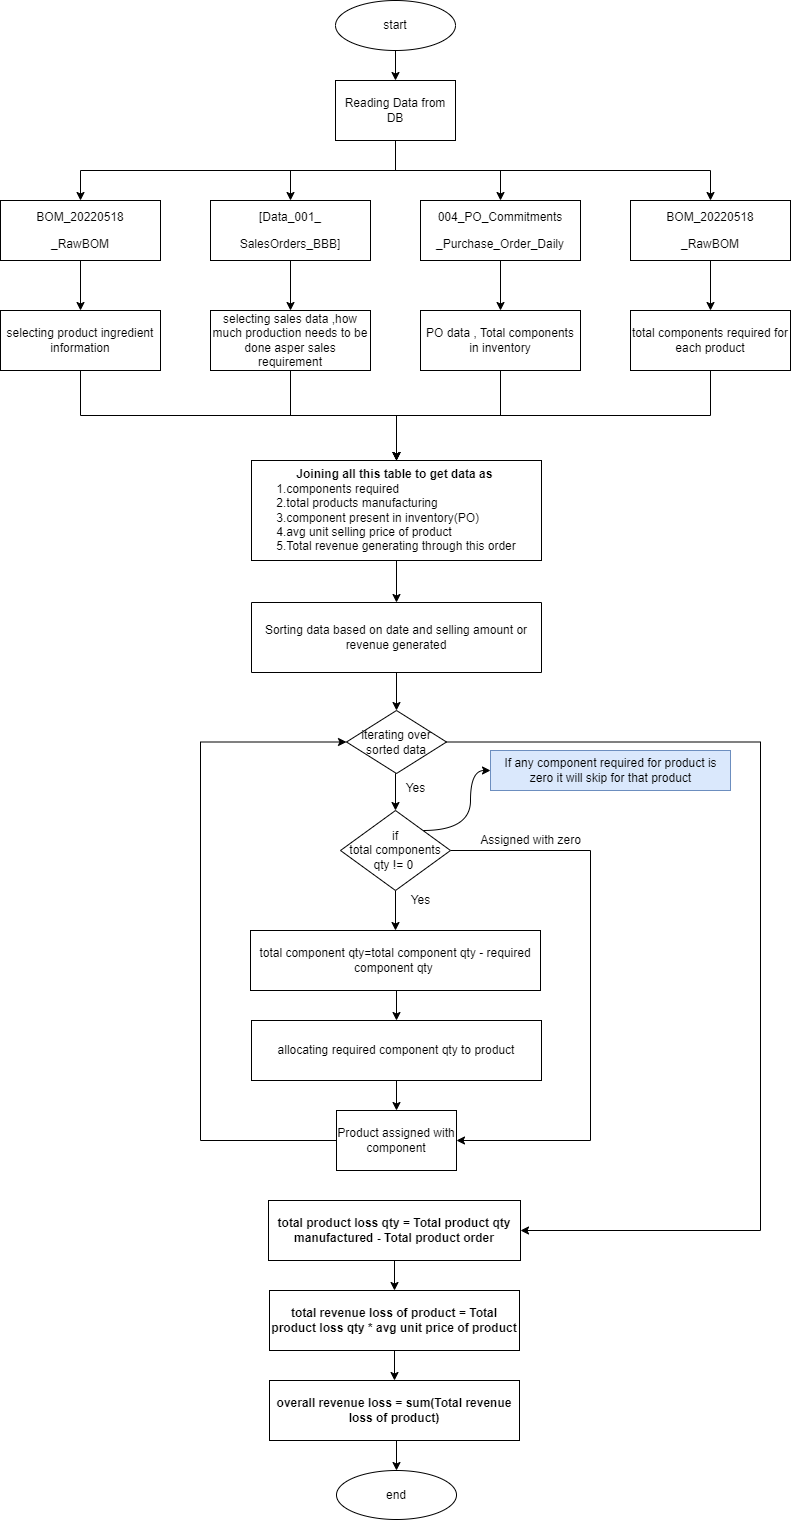 start
Reading Data from
DB
BOM_20220518
_RawBOM
[Data_001_
SalesOrders_BBB]
004_PO_Commitments
_Purchase_Order_Daily
BOM_20220518
_RawBOM
selecting product ingredient
information
selecting sales data ,how
much production needs to be
done asper sales
requirement
PO data , Total components
in inventory
total components required for
each product
Joining all this table to get data as
1.components required
2.total products manufacturing
3.component present in inventory(PO)
4.avg unit selling price of product
5.Total revenue generating through this order
Sorting data based on date and selling amount or
revenue generated
iterating over
sorted data
If any component required for product is
zero it will skip for that product
Yes
if
total components
qty != 0
Assigned with zero
Yes
total component qty=total component qty - required
component qty
allocating required component qty to product
Product assigned with
component
total product loss qty = Total product qty
manufactured - Total product order
total revenue loss of product = Total
product loss qty * avg unit price of product
overall revenue loss = sum(Total revenue
loss of product)
end